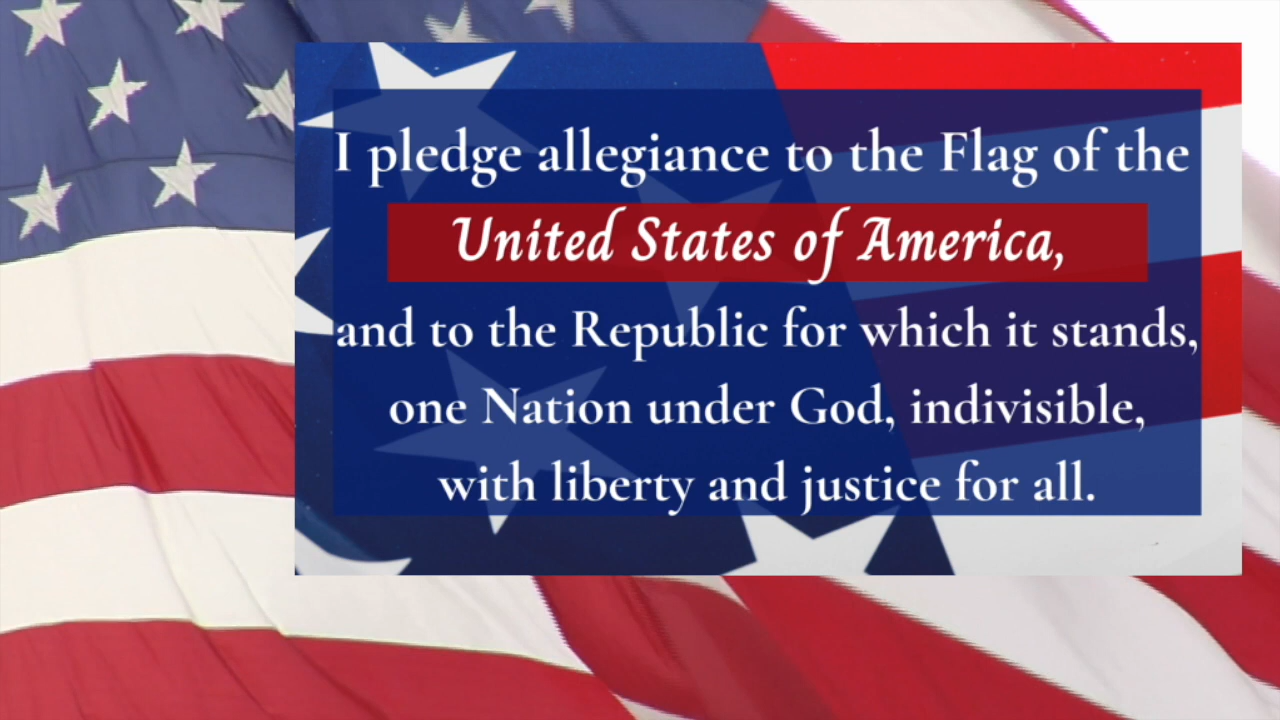 I pledge allegiance to the Flag of the
United States of America,
and to the Republic for which it stands,
one Nation under God, indivisible,
with liberty and justice for all.